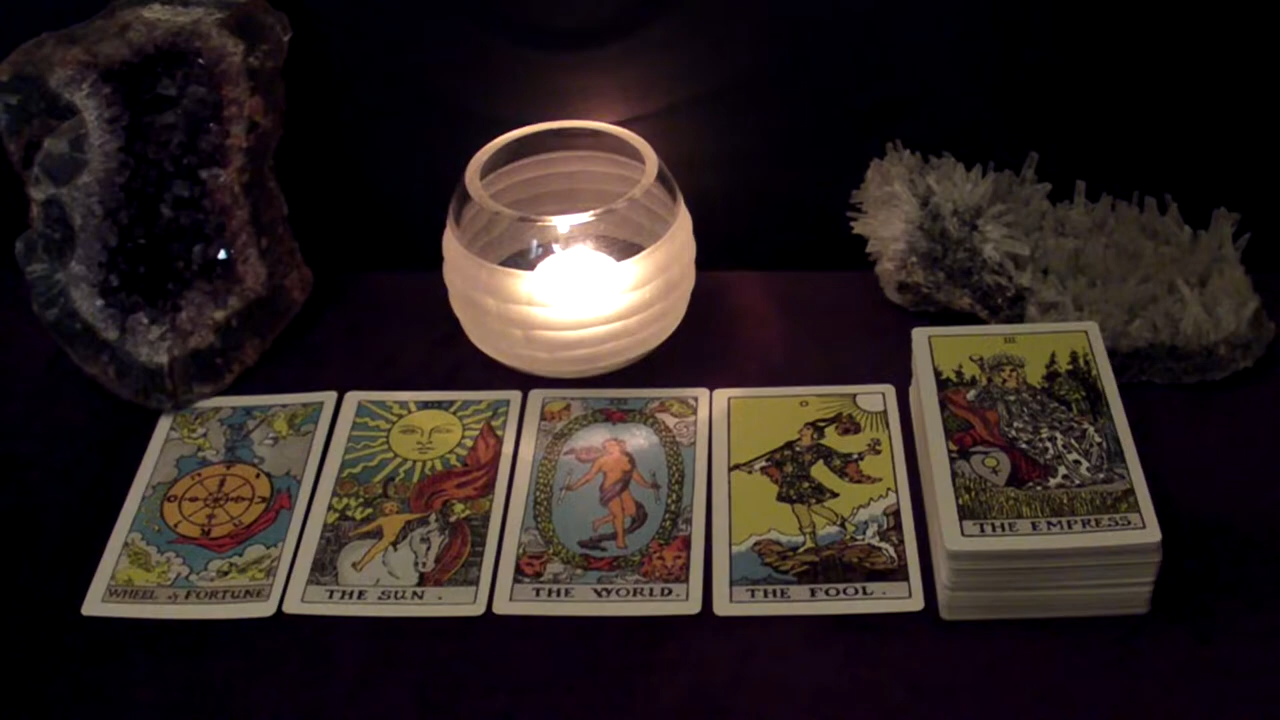 III
THE EMPRESS.
WHEEL of FORTUNE
THE SUN .
THE WORLD.
O
THE FOOL .